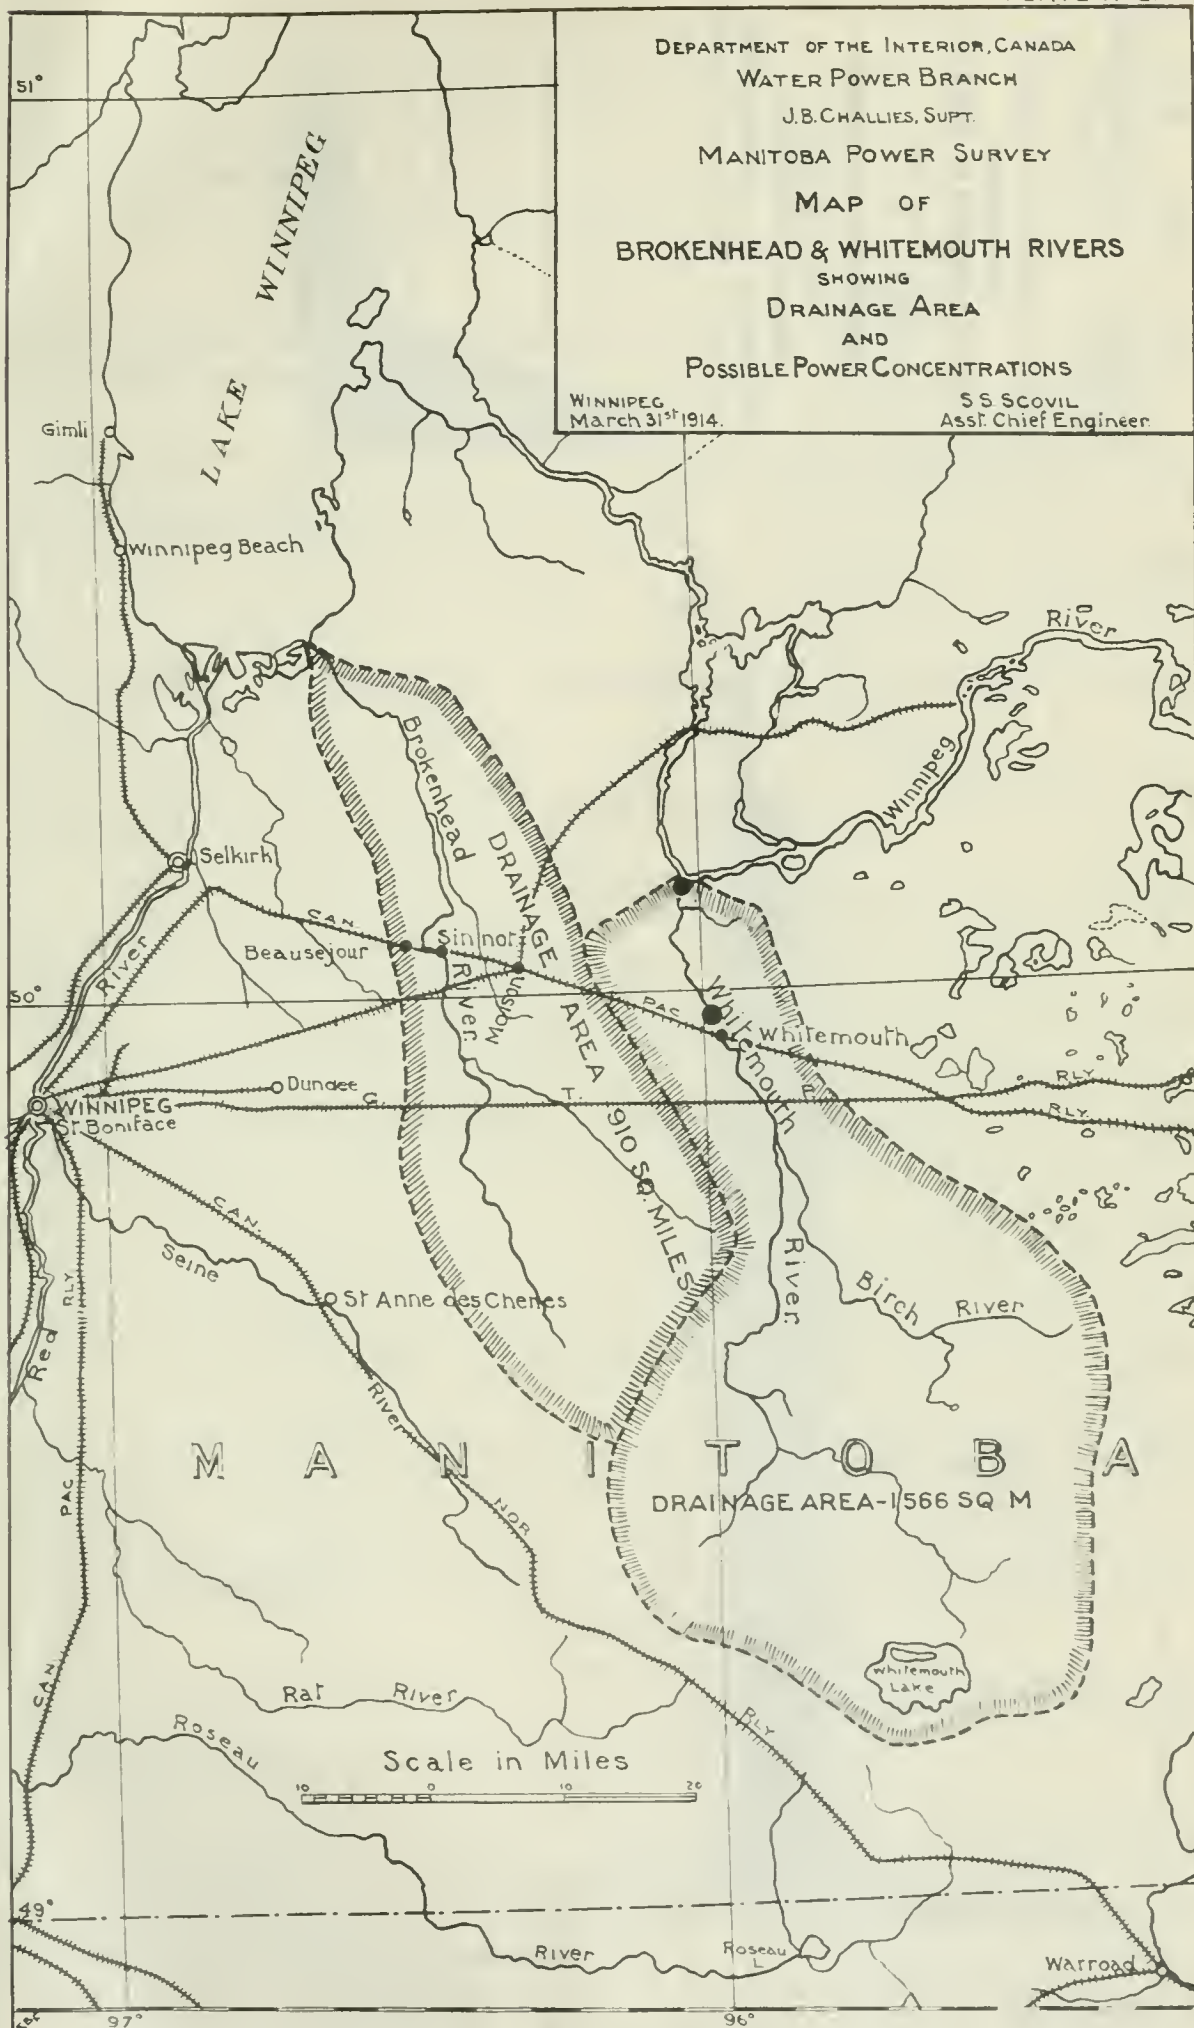 DEPARTMENT OF THE INTERIOR, CANADA
WATER POWER BRANCH
J.B. CHALLIES, SUPT.
MANITOBA POWER SURVEY
MAP OF
BROKENHEAD & WHITEMOUTH RIVERS
SHOWING
DRAINAGE AREA
AND
POSSIBLE POWER CONCENTRATIONS
WINNIPEG
March 31st 1914.
S.S. SCOVIL
Asst. Chief Engineer
51°
LAKE WINNIPEG
Gimli
Winnipeg Beach
River
Winnipeg
Brokenhead
River
DRAINAGE AREA 910 SQ. MILES
Selkirk
CAN.
Beausejour
Sinnot
Molson
River
50°
PAC.
Whitemouth
Whitemouth
River
RLY.
Dundee
G.
T.
P.
RLY.
WINNIPEG
St. Boniface
CAN.
Seine
River
RLY.
St Anne des Chenes
Birch River
Red
MANITOBA
PAC.
NOR.
DRAINAGE AREA-1566 SQ M
CAN.
Whitemouth
Lake
Rat River
RLY
Roseau
Scale in Miles
10 0 10 20
49°
River
Roseau
L
Warroad
97°
96°